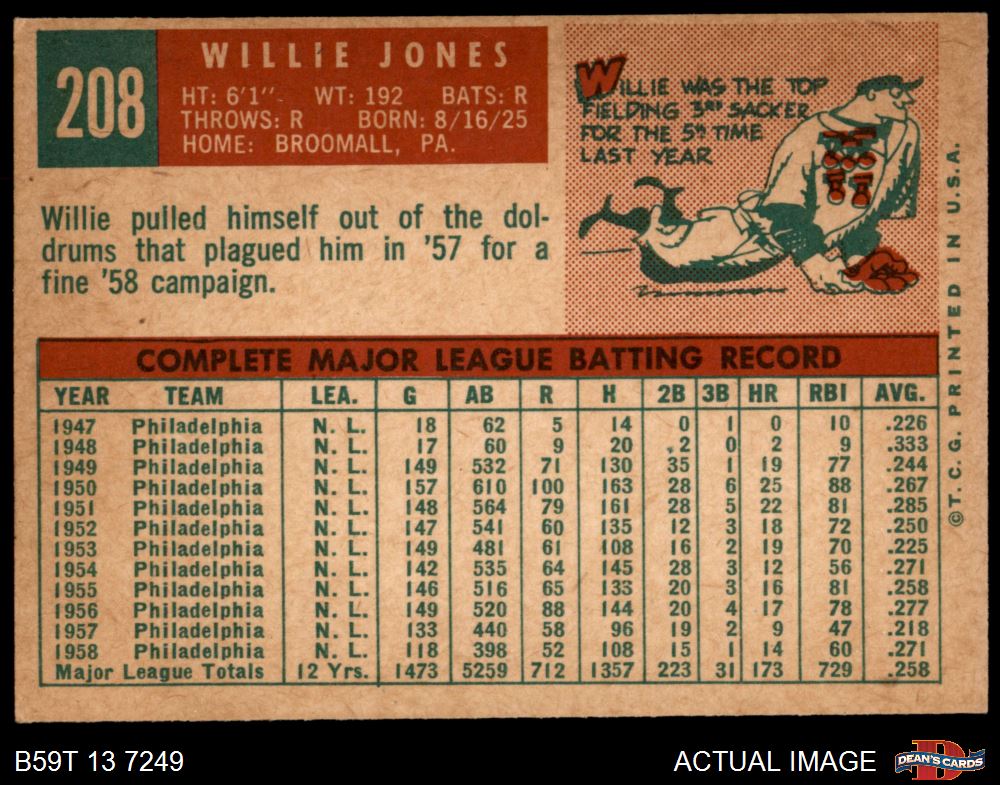 208
WILLIE JONES
HT: 6'1" WT: 192 BATS: R
THROWS: R BORN: 8/16/25
HOME: BROOMALL, PA.
WILLIE WAS THE TOP
FIELDING 3RD SACKER
FOR THE 5TH TIME
LAST YEAR
Willie pulled himself out of the dol-
drums that plagued him in '57 for a
fine '58 campaign.
COMPLETE MAJOR LEAGUE BATTING RECORD
YEAR TEAM LEA. G AB R H 2B 3B HR RBI AVG.
1947 Philadelphia N. L. 18 62 5 14 0 1 0 10 .226
1948 Philadelphia N. L. 17 60 9 20 2 0 2 9 .333
1949 Philadelphia N. L. 149 532 71 130 35 1 19 77 .244
1950 Philadelphia N. L. 157 610 100 163 28 6 25 88 .267
1951 Philadelphia N. L. 148 564 79 161 28 5 22 81 .285
1952 Philadelphia N. L. 147 541 60 135 12 3 18 72 .250
1953 Philadelphia N. L. 149 481 61 108 16 2 19 70 .225
1954 Philadelphia N. L. 142 535 64 145 28 3 12 56 .271
1955 Philadelphia N. L. 146 516 65 133 20 3 16 81 .258
1956 Philadelphia N. L. 149 520 88 144 20 4 17 78 .277
1957 Philadelphia N. L. 133 440 58 96 19 2 9 47 .218
1958 Philadelphia N. L. 118 398 52 108 15 1 14 60 .271
Major League Totals 12 Yrs. 1473 5259 712 1357 223 31 173 729 .258
© T. C. G. PRINTED IN U.S.A.
B59T 13 7249
ACTUAL IMAGE
D
DEAN'S CARDS